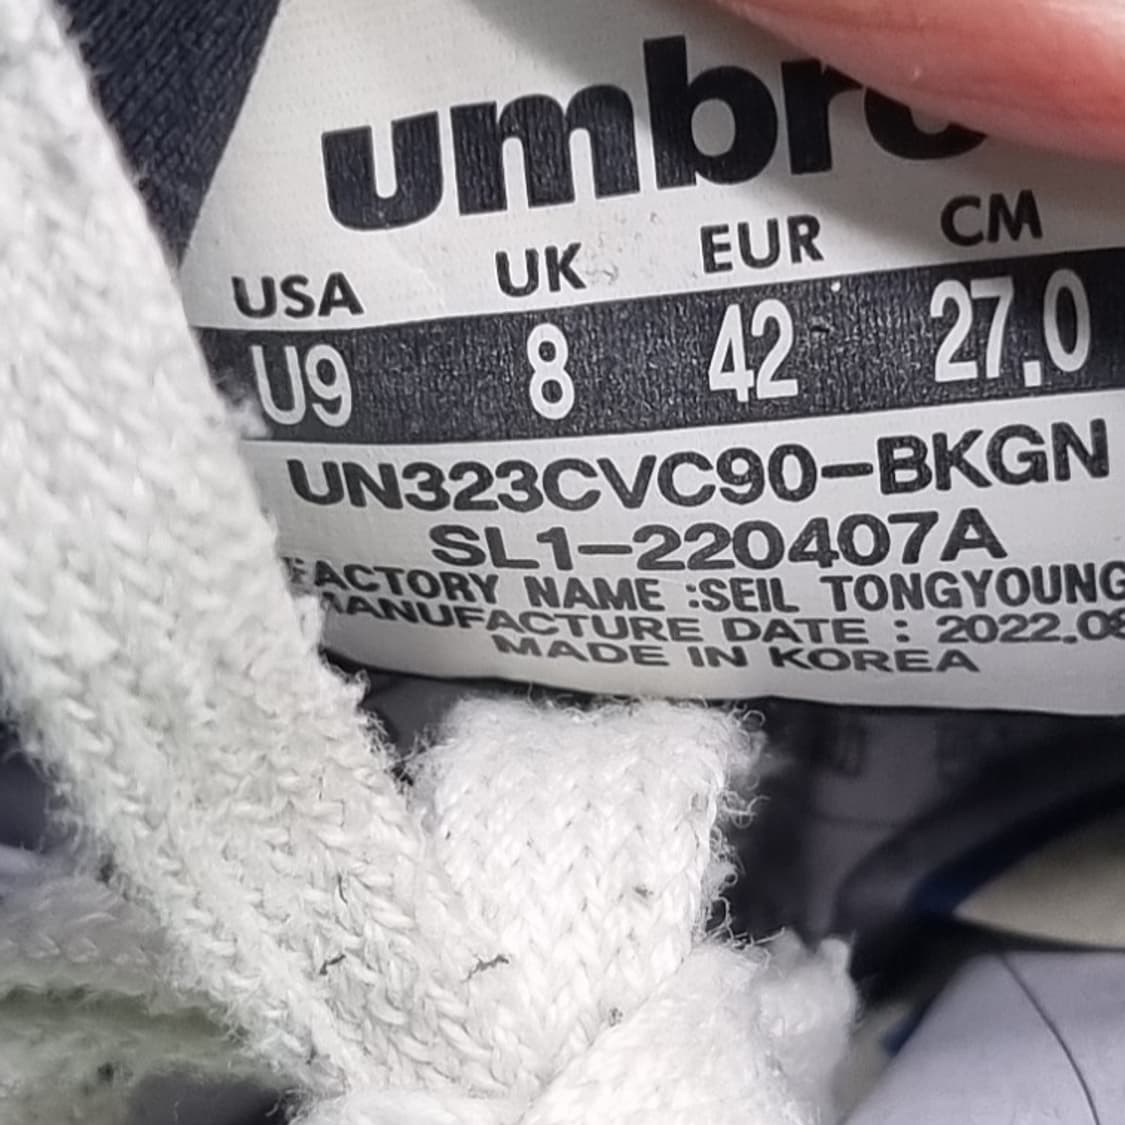 umbro
USA UK EUR CM
U9 8 42 27.0
UN323CVC90-BKGN
SL1-220407A
FACTORY NAME :SEIL TONGYOUNG
MANUFACTURE DATE : 2022.08
MADE IN KOREA